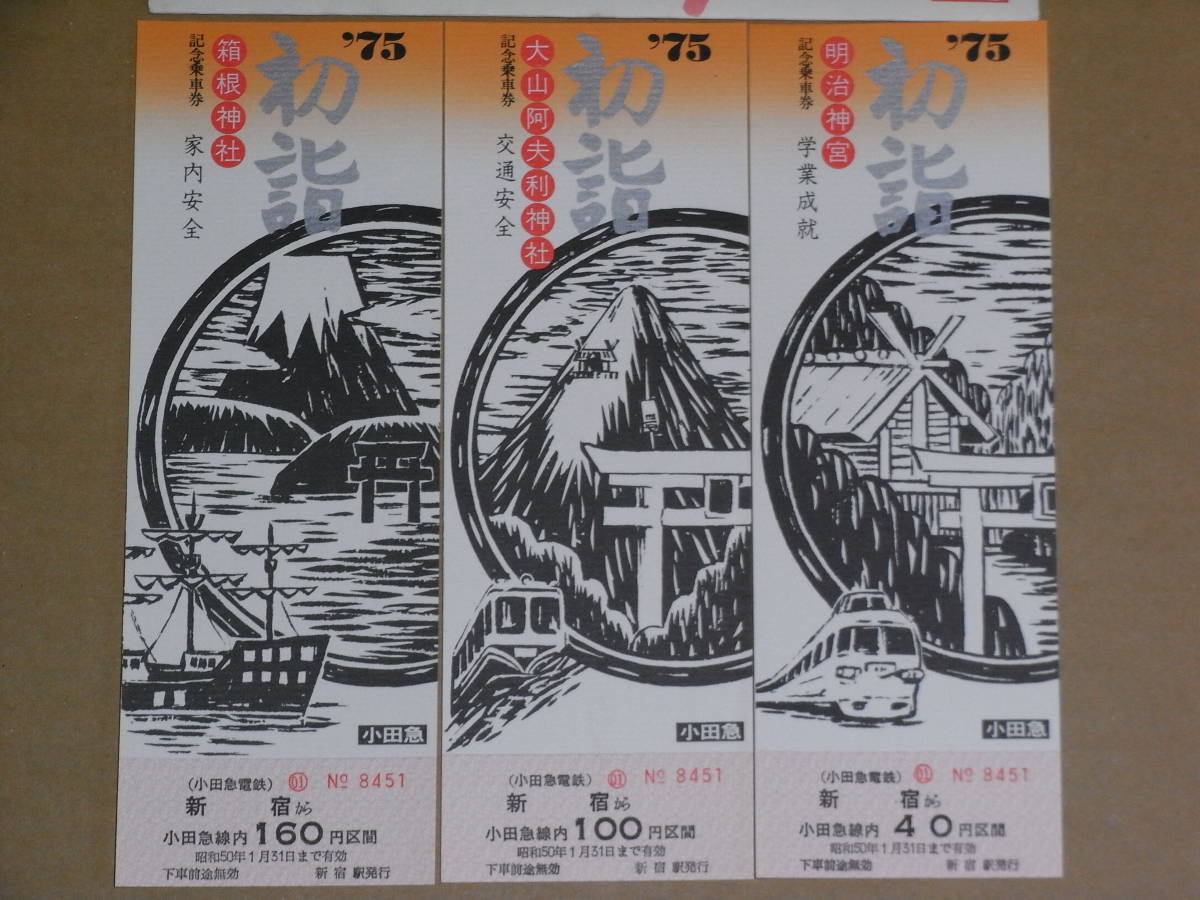 '75
初詣
箱根神社
記念乗車券
家内安全
小田急
(小田急電鉄) 01 No 8451
新宿から
小田急線内160円区間
昭和50年1月31日まで有効
下車前途無効 新宿駅発行
'75
初詣
大山阿夫利神社
記念乗車券
交通安全
小田急
(小田急電鉄) 01 No 8451
新宿から
小田急線内100円区間
昭和50年1月31日まで有効
下車前途無効 新宿駅発行
'75
初詣
明治神宮
記念乗車券
学業成就
小田急
(小田急電鉄) 01 No 8451
新宿から
小田急線内40円区間
昭和50年1月31日まで有効
下車前途無効 新宿駅発行